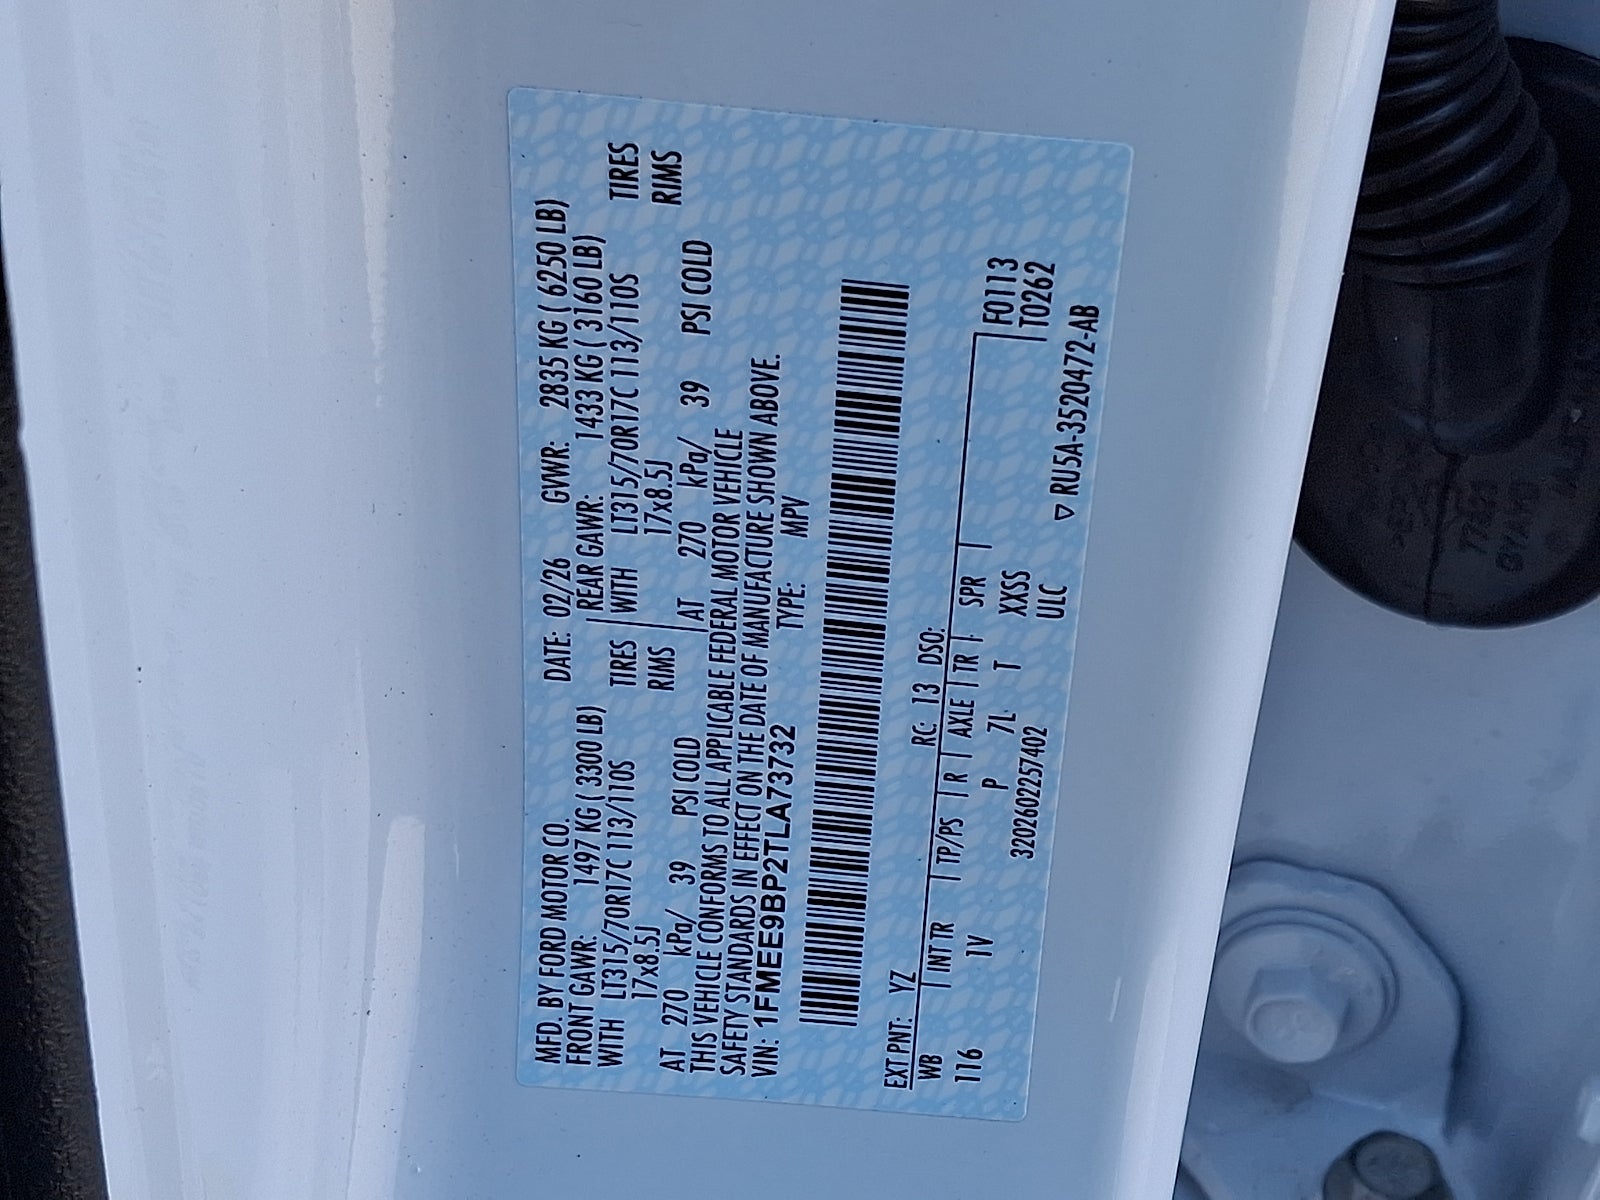 MFD. BY FORD MOTOR CO. DATE: 02/26 GVWR: 2835 KG ( 6250 LB)
FRONT GAWR: 1497 KG ( 3300 LB) REAR GAWR: 1433 KG ( 3160 LB)
WITH LT315/70R17C 113/110S TIRES WITH LT315/70R17C 113/110S TIRES
17x8.5J RIMS 17x8.5J RIMS
AT 270 kPa/ 39 PSI COLD AT 270 kPa/ 39 PSI COLD
THIS VEHICLE CONFORMS TO ALL APPLICABLE FEDERAL MOTOR VEHICLE
SAFETY STANDARDS IN EFFECT ON THE DATE OF MANUFACTURE SHOWN ABOVE.
VIN: 1FMEE9BP2TLA73732 TYPE: MPV
EXT PNT: YZ RC: 13 DSO: F0113
WB INT TR TP/PS R AXLE TR SPR T0262
116 1V P 7L T XXSS
3202602257402 ULC ▽ RU5A-3520472-AB